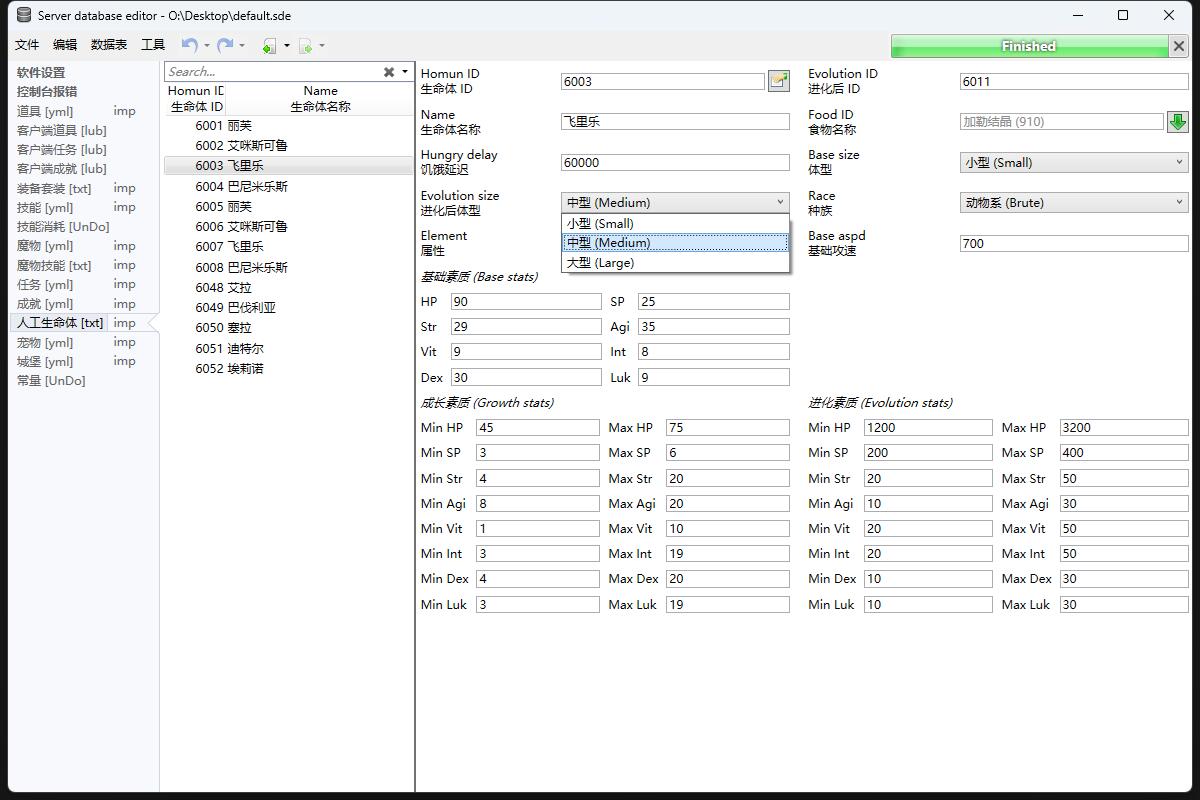 Server database editor - O:\Desktop\default.sde
文件 编辑 数据表 工具
Finished
软件设置
控制台报错
道具 [yml] imp
客户端道具 [lub]
客户端任务 [lub]
客户端成就 [lub]
装备套装 [txt] imp
技能 [yml] imp
技能消耗 [UnDo]
魔物 [yml] imp
魔物技能 [txt] imp
任务 [yml] imp
成就 [yml] imp
人工生命体 [txt] imp
宠物 [yml] imp
城堡 [yml] imp
常量 [UnDo]
Search...
Homun ID Name
生命体 ID 生命体名称
6001 丽芙
6002 艾咪斯可鲁
6003 飞里乐
6004 巴尼米乐斯
6005 丽芙
6006 艾咪斯可鲁
6007 飞里乐
6008 巴尼米乐斯
6048 艾拉
6049 巴伐利亚
6050 塞拉
6051 迪特尔
6052 埃莉诺
Homun ID
生命体 ID
6003
Evolution ID
进化后 ID
6011
Name
生命体名称
飞里乐
Food ID
食物名称
加勒结晶 (910)
Hungry delay
饥饿延迟
60000
Base size
体型
小型 (Small)
Evolution size
进化后体型
中型 (Medium)
Race
种族
动物系 (Brute)
小型 (Small)
中型 (Medium)
大型 (Large)
Element
属性
Base aspd
基础攻速
700
基础素质 (Base stats)
HP 90 SP 25
Str 29 Agi 35
Vit 9 Int 8
Dex 30 Luk 9
成长素质 (Growth stats)
Min HP 45 Max HP 75
Min SP 3 Max SP 6
Min Str 4 Max Str 20
Min Agi 8 Max Agi 20
Min Vit 1 Max Vit 10
Min Int 3 Max Int 19
Min Dex 4 Max Dex 20
Min Luk 3 Max Luk 19
进化素质 (Evolution stats)
Min HP 1200 Max HP 3200
Min SP 200 Max SP 400
Min Str 20 Max Str 50
Min Agi 10 Max Agi 30
Min Vit 20 Max Vit 50
Min Int 20 Max Int 50
Min Dex 10 Max Dex 30
Min Luk 10 Max Luk 30